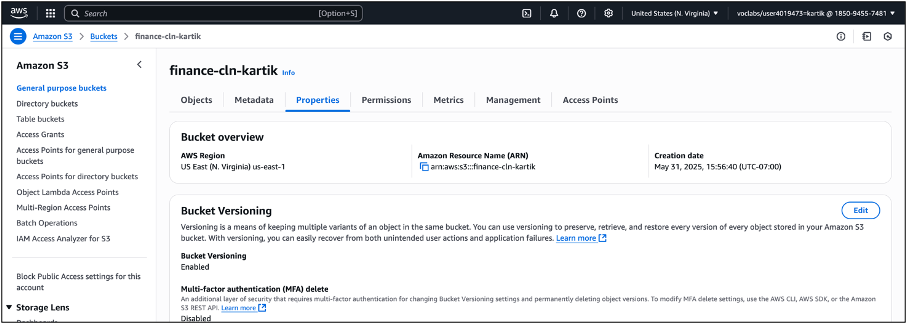 aws
Search [Option+S]
United States (N. Virginia) voclabs/user4019473=kartik @ 1850-9455-7481
Amazon S3 > Buckets > finance-cln-kartik
Amazon S3
General purpose buckets
Directory buckets
Table buckets
Access Grants
Access Points for general purpose
buckets
Access Points for directory buckets
Object Lambda Access Points
Multi-Region Access Points
Batch Operations
IAM Access Analyzer for S3
Block Public Access settings for this
account
Storage Lens
finance-cln-kartik Info
Objects Metadata Properties Permissions Metrics Management Access Points
Bucket overview
AWS Region
US East (N. Virginia) us-east-1
Amazon Resource Name (ARN)
arn:aws:s3:::finance-cln-kartik
Creation date
May 31, 2025, 15:56:40 (UTC-07:00)
Bucket Versioning
Edit
Versioning is a means of keeping multiple variants of an object in the same bucket. You can use versioning to preserve, retrieve, and restore every version of every object stored in your Amazon S3
bucket. With versioning, you can easily recover from both unintended user actions and application failures. Learn more
Bucket Versioning
Enabled
Multi-factor authentication (MFA) delete
An additional layer of security that requires multi-factor authentication for changing Bucket Versioning settings and permanently deleting object versions. To modify MFA delete settings, use the AWS CLI, AWS SDK, or the Amazon
S3 REST API. Learn more
Disabled